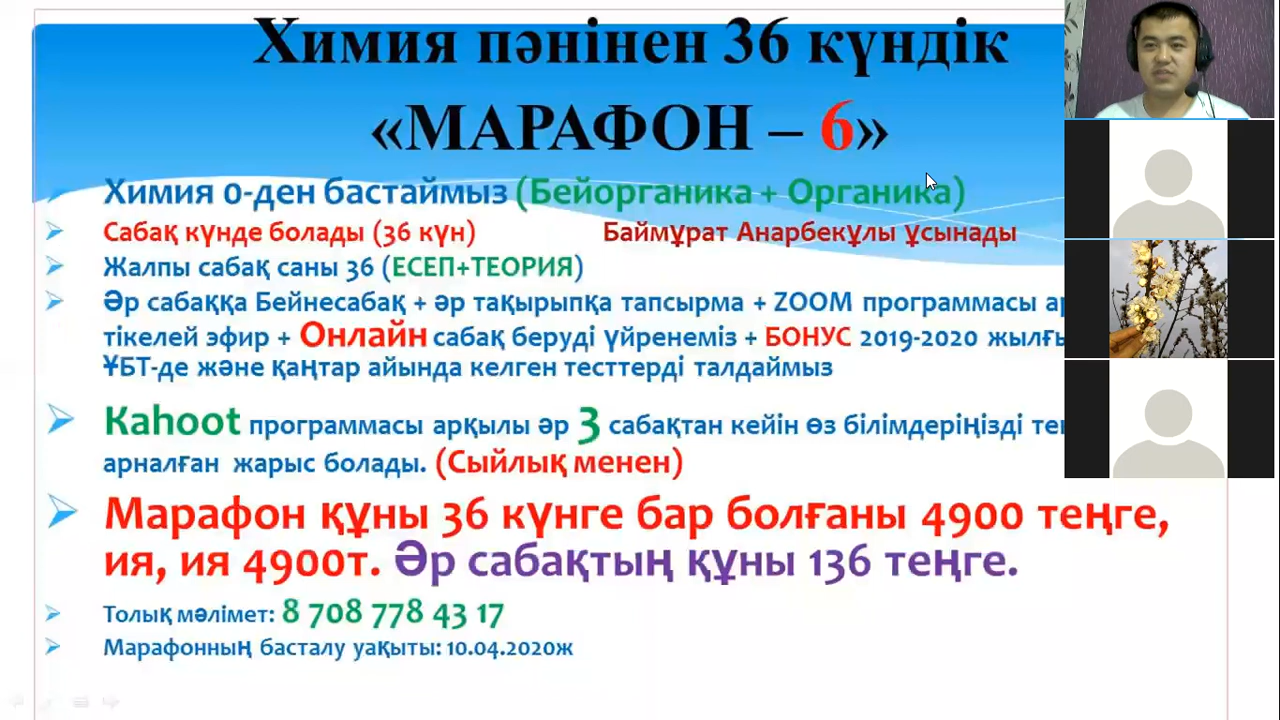 Химия пәнінен 36 күндік
«МАРАФОН – 6»
Химия 0-ден бастаймыз (Бейорганика + Органика)
Сабақ күнде болады (36 күн) Баймұрат Анарбекұлы ұсынады
Жалпы сабақ саны 36 (ЕСЕП+ТЕОРИЯ)
Әр сабаққа Бейнесабақ + әр тақырыпқа тапсырма + ZOOM программасы
тікелей эфир + Онлайн сабақ беруді үйренеміз + БОНУС 2019-2020
ҰБТ-де және қаңтар айында келген тесттерді талдаймыз
Kahoot программасы арқылы әр 3 сабақтан кейін өз білімдеріңізді
арналған жарыс болады. (Сыйлық менен)
Марафон құны 36 күнге бар болғаны 4900 теңге,
ия, ия 4900т. Әр сабақтың құны 136 теңге.
Толық мәлімет: 8 708 778 43 17
Марафонның басталу уақыты: 10.04.2020ж